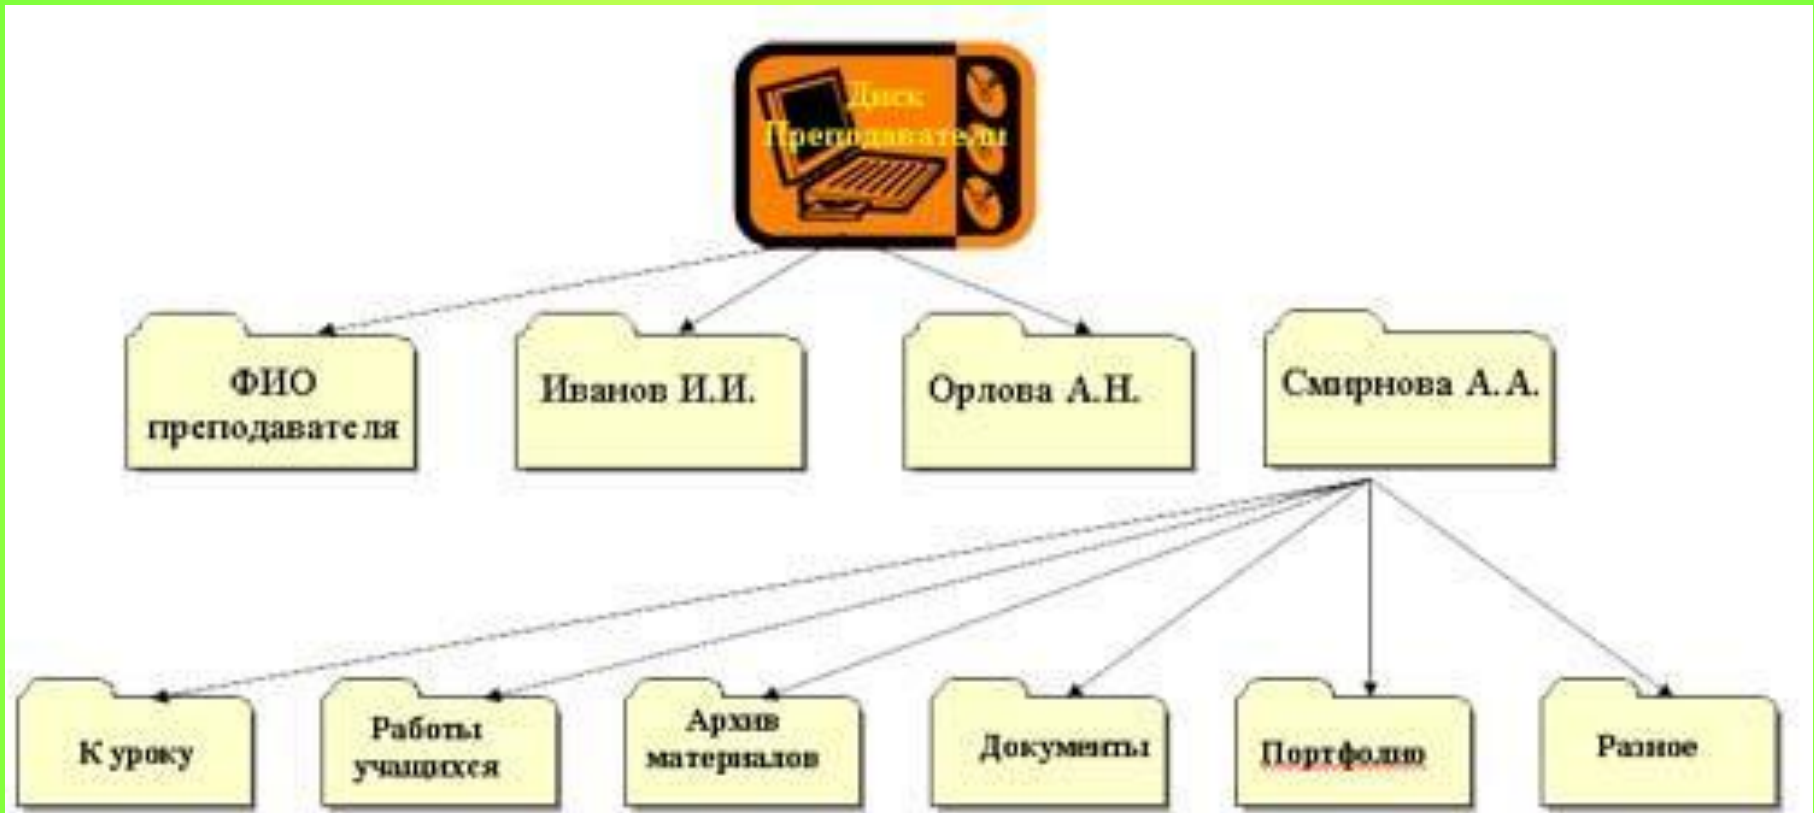 Диск
Преподаватели
ФИО
преподавателя
Иванов И.И.
Орлова А.Н.
Смирнова А.А.
К уроку
Работы
учащихся
Архив
материалов
Документы
Портфолио
Разное